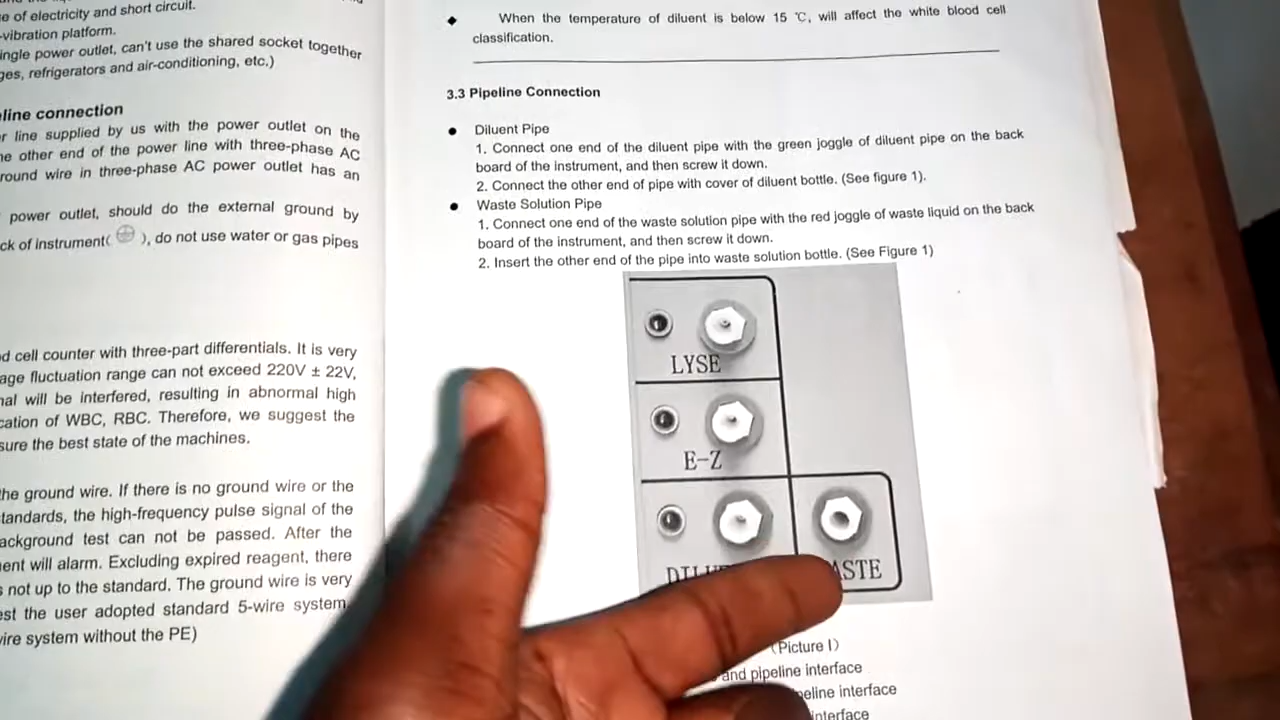 e of electricity and short circuit.
-vibration platform.
ingle power outlet, can't use the shared socket together
ges, refrigerators and air-conditioning, etc.)
line connection
r line supplied by us with the power outlet on the
e other end of the power line with three-phase AC
round wire in three-phase AC power outlet has an
power outlet, should do the external ground by
ck of instrument( ), do not use water or gas pipes
d cell counter with three-part differentials. It is very
age fluctuation range can not exceed 220V ± 22V,
nal will be interfered, resulting in abnormal high
cation of WBC, RBC. Therefore, we suggest the
sure the best state of the machines.
he ground wire. If there is no ground wire or the
tandards, the high-frequency pulse signal of the
ackground test can not be passed. After the
ent will alarm. Excluding expired reagent, there
s not up to the standard. The ground wire is very
est the user adopted standard 5-wire system,
wire system without the PE)
◆ When the temperature of diluent is below 15 ℃, will affect the white blood cell
classification.
3.3 Pipeline Connection
● Diluent Pipe
1. Connect one end of the diluent pipe with the green joggle of diluent pipe on the back
board of the instrument, and then screw it down.
2. Connect the other end of pipe with cover of diluent bottle. (See figure 1).
● Waste Solution Pipe
1. Connect one end of the waste solution pipe with the red joggle of waste liquid on the back
board of the instrument, and then screw it down.
2. Insert the other end of the pipe into waste solution bottle. (See Figure 1)
LYSE
E-Z
DILU
ASTE
(Picture I)
and pipeline interface
peline interface
interface